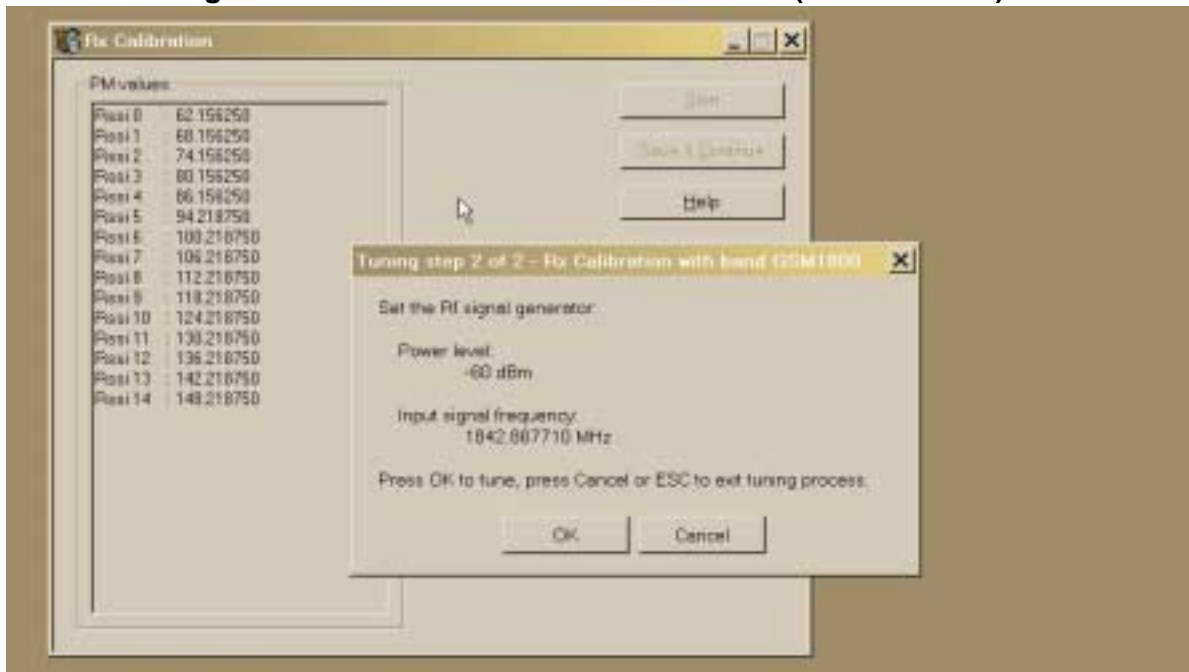 Rx Calibration
PM values
Rssi 0 : 62.156250
Rssi 1 : 68.156250
Rssi 2 : 74.156250
Rssi 3 : 80.156250
Rssi 4 : 86.156250
Rssi 5 : 94.218750
Rssi 6 : 100.218750
Rssi 7 : 106.218750
Rssi 8 : 112.218750
Rssi 9 : 118.218750
Rssi 10 : 124.218750
Rssi 11 : 130.218750
Rssi 12 : 136.218750
Rssi 13 : 142.218750
Rssi 14 : 148.218750
Save & Continue
Help
Tuning step 2 of 2 - Rx Calibration with band GSM1800
Set the Rf signal generator:
Power level:
-60 dBm
Input signal frequency:
1842.867710 MHz
Press OK to tune, press Cancel or ESC to exit tuning process.
OK
Cancel